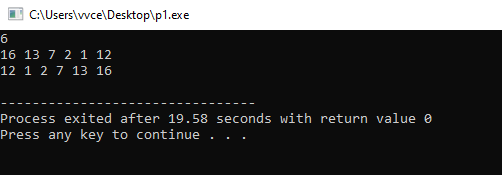 C:\Users\vvce\Desktop\p1.exe
6
16 13 7 2 1 12
12 1 2 7 13 16
--------------------------------
Process exited after 19.58 seconds with return value 0
Press any key to continue . . .